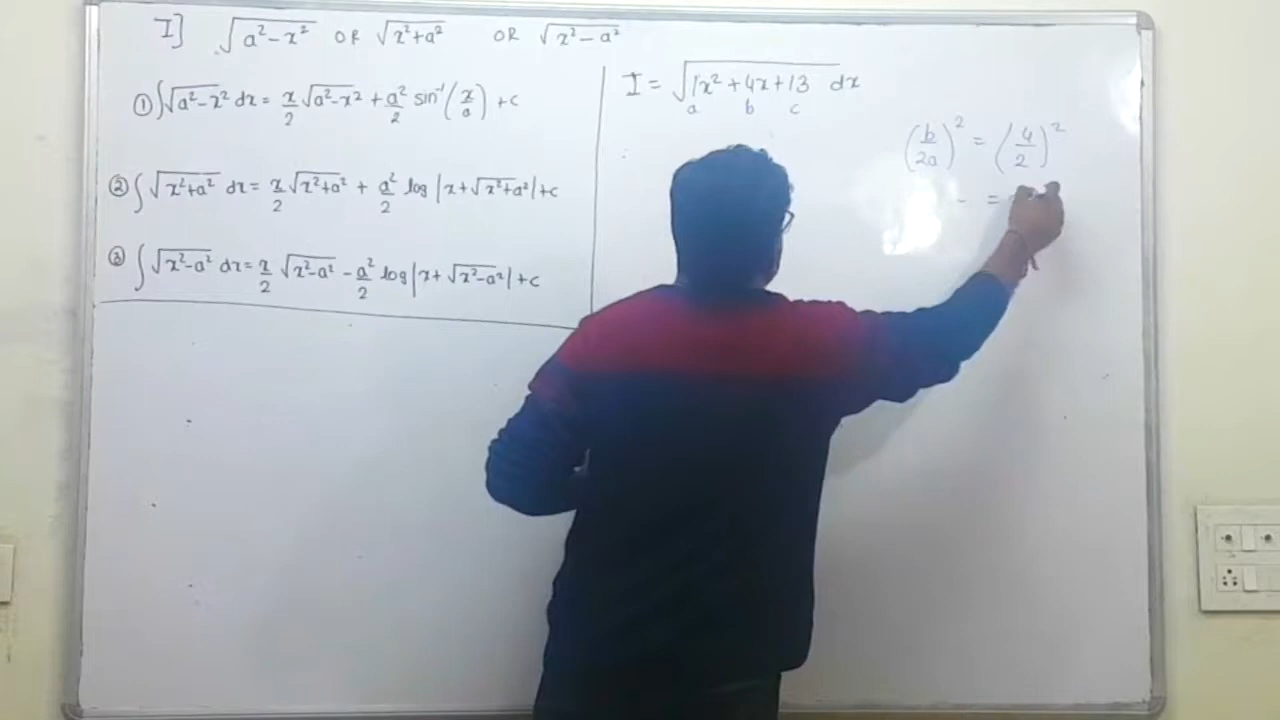 I] √(a²−x²) OR √(x²+a²) OR √(x²−a²)
① ∫√(a²−x²) dx = x/2 √(a²−x²) + a²/2 sin⁻¹(x/a) + c
② ∫√(x²+a²) dx = x/2 √(x²+a²) + a²/2 log|x+√(x²+a²)| + c
③ ∫√(x²−a²) dx = x/2 √(x²−a²) − a²/2 log|x+√(x²−a²)| + c
I = √(1x²+4x+13) dx
a b c
(b/2a)² = (4/2)²
=